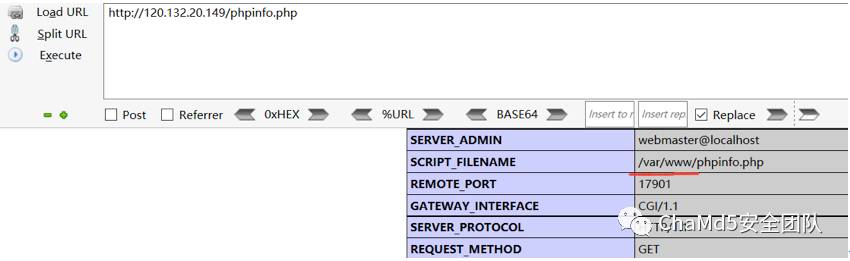 Load URL
http://120.132.20.149/phpinfo.php
Split URL
Execute
Post Referrer 0xHEX %URL BASE64 Insert to r Insert rep. Replace
SERVER_ADMIN webmaster@localhost
SCRIPT_FILENAME /var/www/phpinfo.php
REMOTE_PORT 17901
GATEWAY_INTERFACE CGI/1.1
SERVER_PROTOCOL
ChaMd5安全团队
REQUEST_METHOD GET